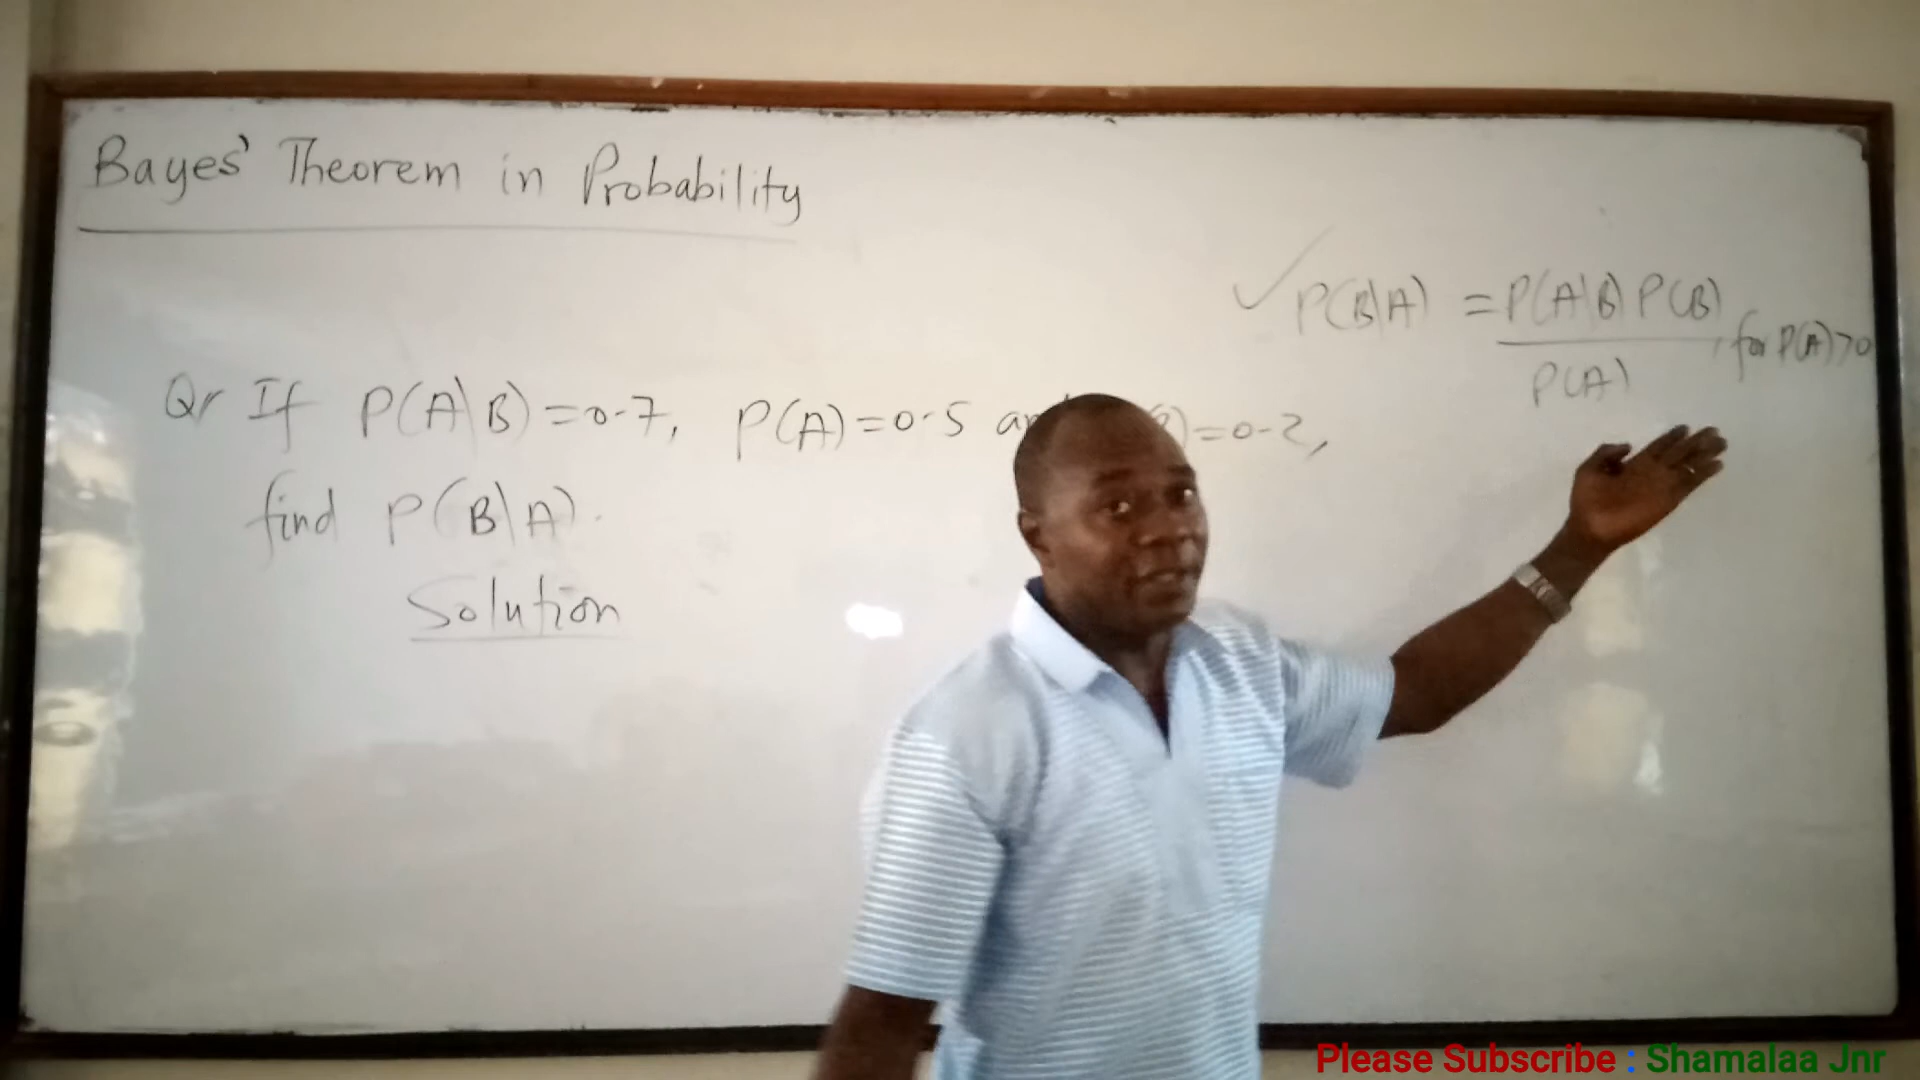 Bayes' Theorem in Probability
P(B\A) = P(A\B) P(B)
P(A)
, for P(A)>0
Qr If P(A\B)=0.7, P(A)=0.5 =0.2,
find P(B\A).
Solution
Please Subscribe : Shamalaa Jnr